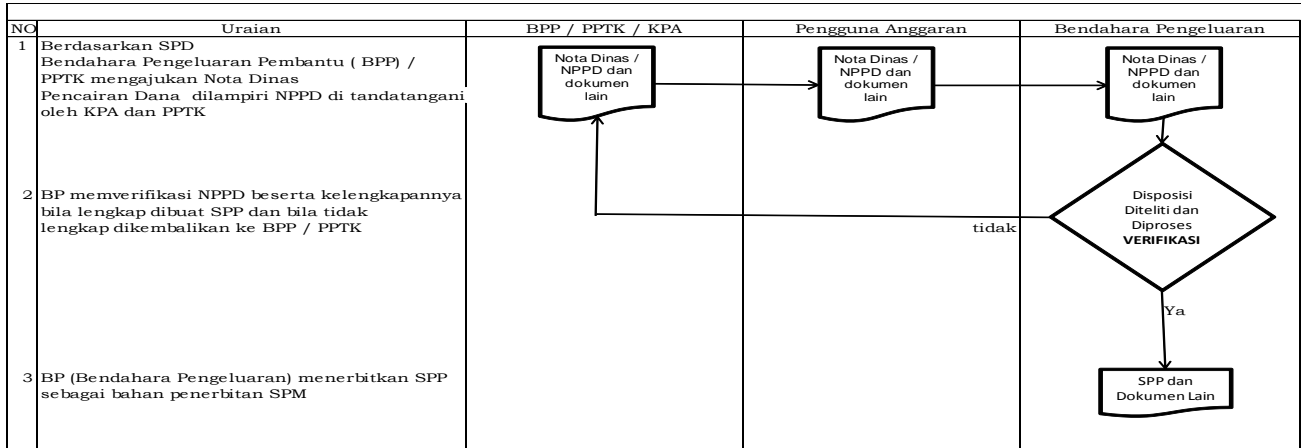 NO Uraian BPP / PPTK / KPA Pengguna Anggaran Bendahara Pengeluaran
1 Berdasarkan SPD
Bendahara Pengeluaran Pembantu ( BPP) /
PPTK mengajukan Nota Dinas
Pencairan Dana dilampiri NPPD di tandatangani
oleh KPA dan PPTK
Nota Dinas /
NPPD dan
dokumen
lain
Nota Dinas /
NPPD dan
dokumen
lain
Nota Dinas /
NPPD dan
dokumen
lain
2 BP memverifikasi NPPD beserta kelengkapannya
bila lengkap dibuat SPP dan bila tidak
lengkap dikembalikan ke BPP / PPTK
Disposisi
Diteliti dan
Diproses
VERIFIKASI
tidak
Ya
3 BP (Bendahara Pengeluaran) menerbitkan SPP
sebagai bahan penerbitan SPM
SPP dan
Dokumen Lain